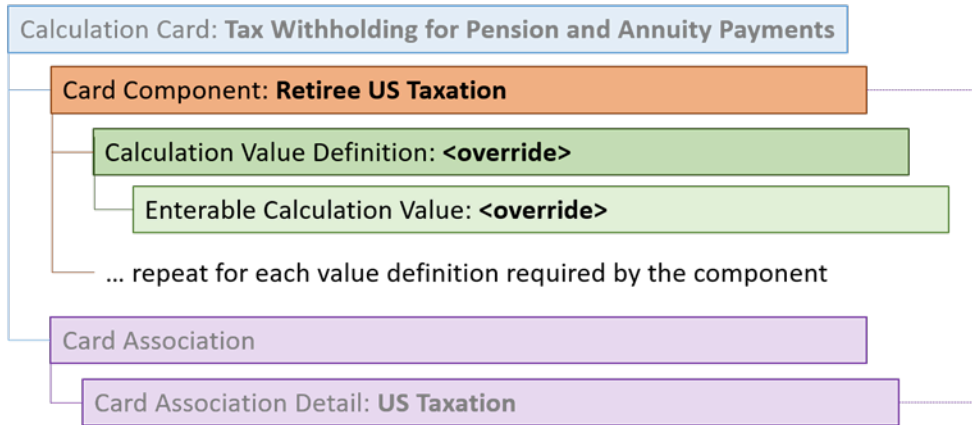 Calculation Card: Tax Withholding for Pension and Annuity Payments
Card Component: Retiree US Taxation
Calculation Value Definition: <override>
Enterable Calculation Value: <override>
... repeat for each value definition required by the component
Card Association
Card Association Detail: US Taxation